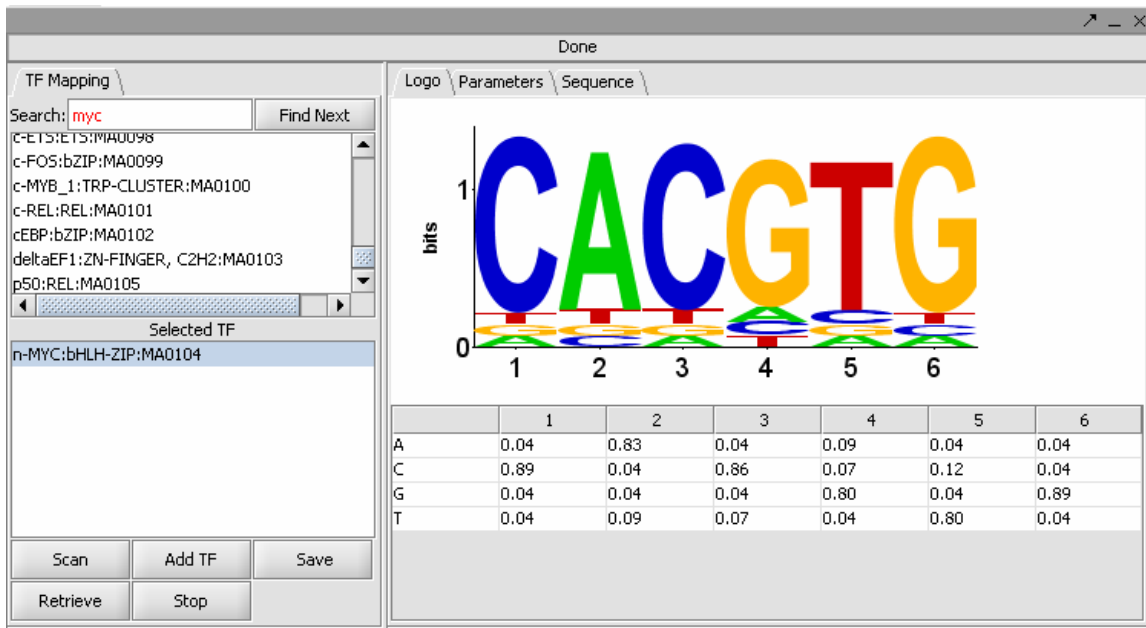 Done
TF Mapping
Search: myc Find Next
c-ETS:ETS:MA0098
c-FOS:bZIP:MA0099
c-MYB_1:TRP-CLUSTER:MA0100
c-REL:REL:MA0101
cEBP:bZIP:MA0102
deltaEF1:ZN-FINGER, C2H2:MA0103
p50:REL:MA0105
Selected TF
n-MYC:bHLH-ZIP:MA0104
Scan Add TF Save
Retrieve Stop
Logo Parameters Sequence
bits
1
0
CACGTG
TTTACT
GGGCGC
ACATAA
1 2 3 4 5 6
1 2 3 4 5 6
A 0.04 0.83 0.04 0.09 0.04 0.04
C 0.89 0.04 0.86 0.07 0.12 0.04
G 0.04 0.04 0.04 0.80 0.04 0.89
T 0.04 0.09 0.07 0.04 0.80 0.04